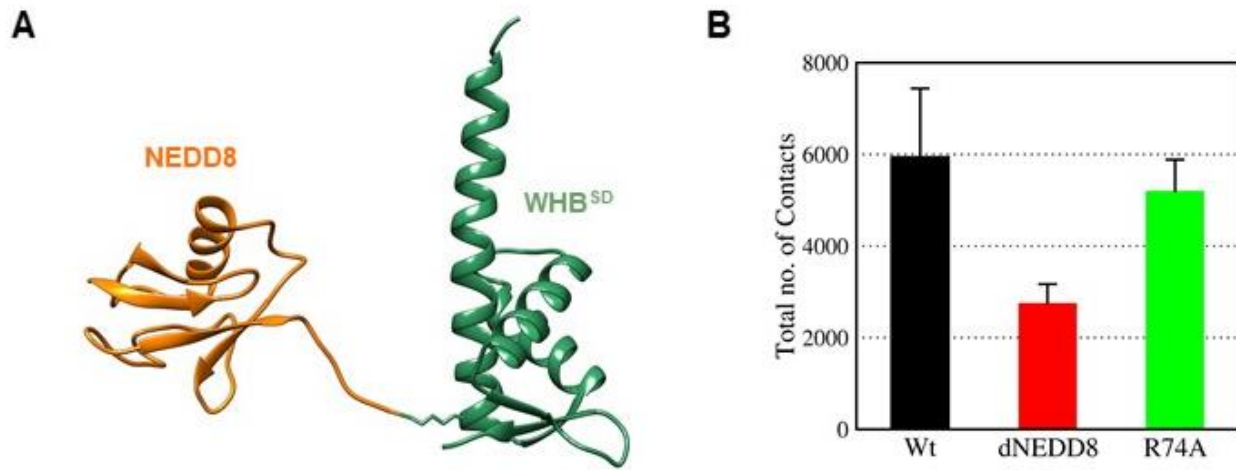 A
NEDD8
WHB^SD
B
Total no. of Contacts
8000
6000
4000
2000
0
Wt dNEDD8 R74A